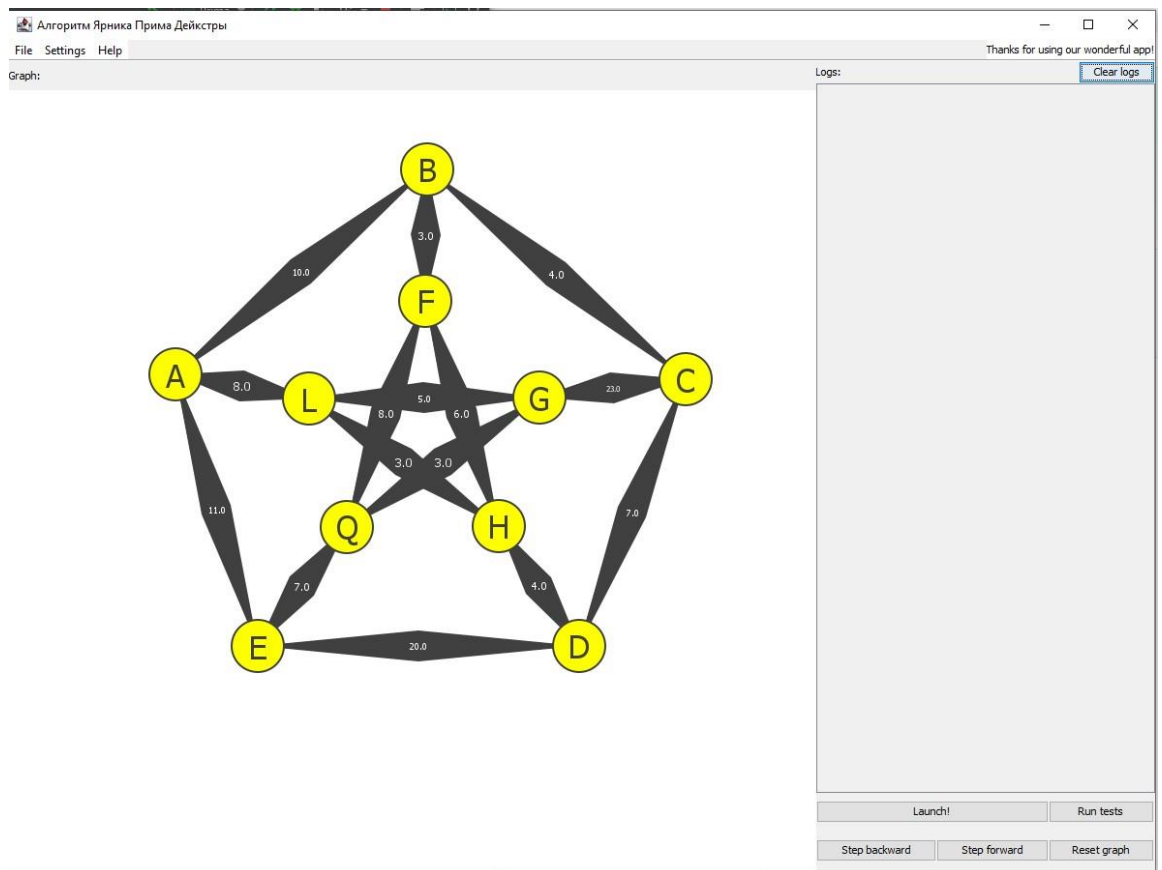 Алгоритм Ярника Прима Дейкстры
File Settings Help
Thanks for using our wonderful app!
Graph:
Logs:
Clear logs
B
3.0
10.0
4.0
F
A
8.0
L
5.0
G
23.0
C
8.0
6.0
3.0
3.0
11.0
7.0
Q
H
7.0
4.0
E
20.0
D
Launch!
Run tests
Step backward
Step forward
Reset graph